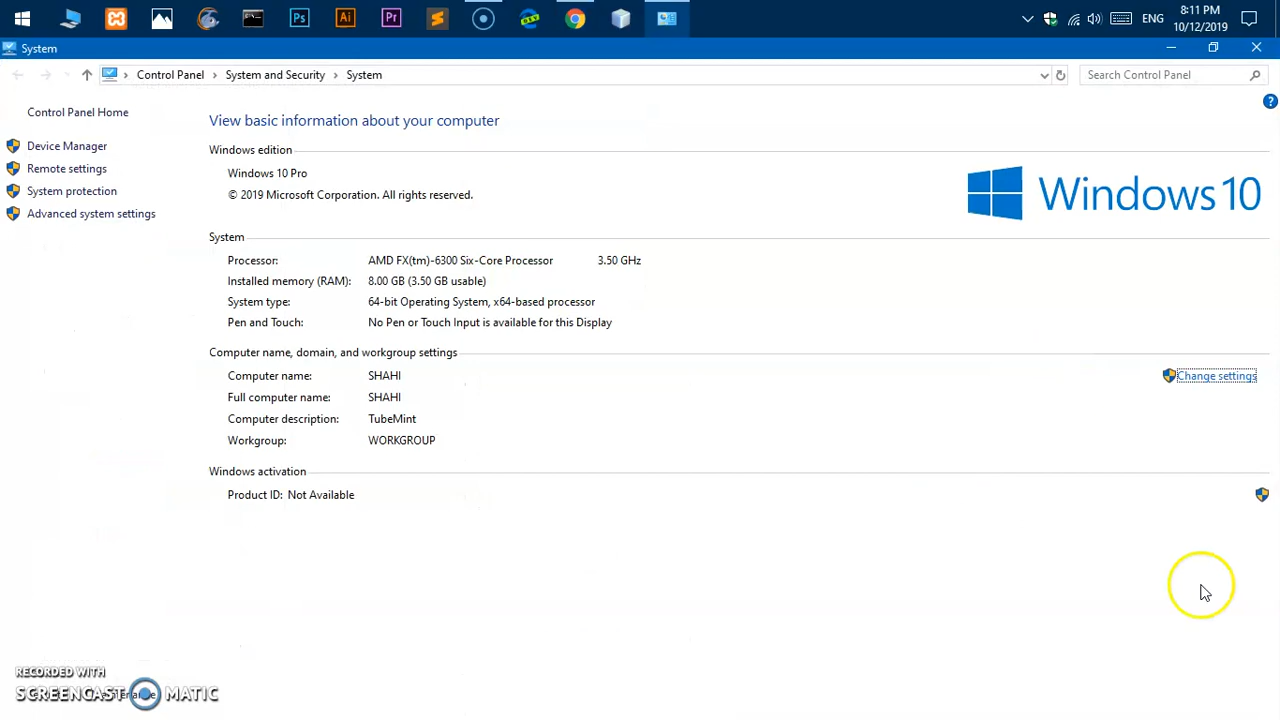 Ps
Ai
Pr
ENG
8:11 PM
10/12/2019
System
Control Panel > System and Security > System
Search Control Panel
Control Panel Home
Device Manager
Remote settings
System protection
Advanced system settings
View basic information about your computer
Windows edition
Windows 10 Pro
© 2019 Microsoft Corporation. All rights reserved.
Windows 10
System
Processor: AMD FX(tm)-6300 Six-Core Processor 3.50 GHz
Installed memory (RAM): 8.00 GB (3.50 GB usable)
System type: 64-bit Operating System, x64-based processor
Pen and Touch: No Pen or Touch Input is available for this Display
Computer name, domain, and workgroup settings
Computer name: SHAHI
Change settings
Full computer name: SHAHI
Computer description: TubeMint
Workgroup: WORKGROUP
Windows activation
Product ID: Not Available
RECORDED WITH
SCREENCAST MATIC